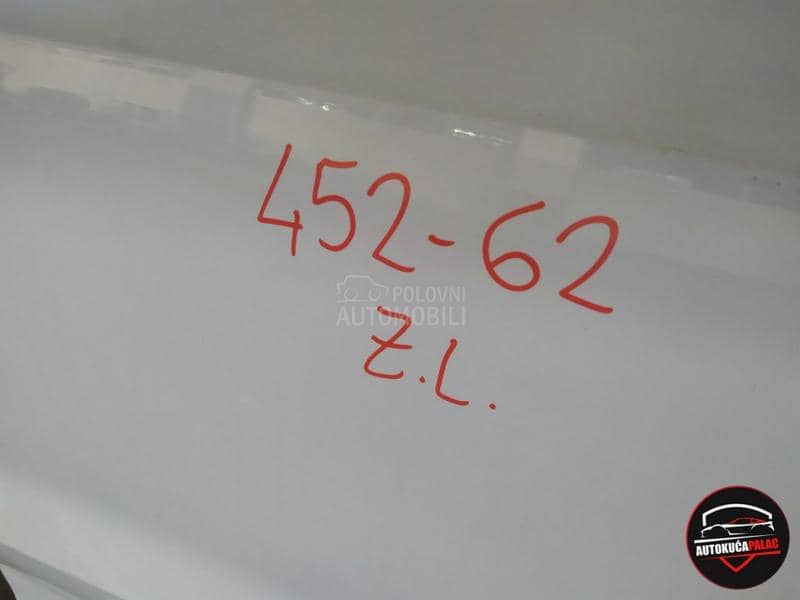 452-62
POLOVNI
AUTOMOBILI
Z.L.
AUTOKUĆAPALAC